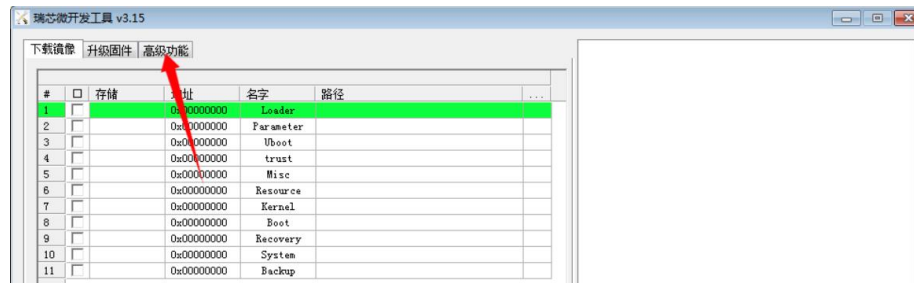 瑞芯微开发工具 v3.15
下载镜像 升级固件 高级功能
# 存储 地址 名字 路径 ...
1 0x00000000 Loader
2 0x00000000 Parameter
3 0x00000000 Uboot
4 0x00000000 trust
5 0x00000000 Misc
6 0x00000000 Resource
7 0x00000000 Kernel
8 0x00000000 Boot
9 0x00000000 Recovery
10 0x00000000 System
11 0x00000000 Backup